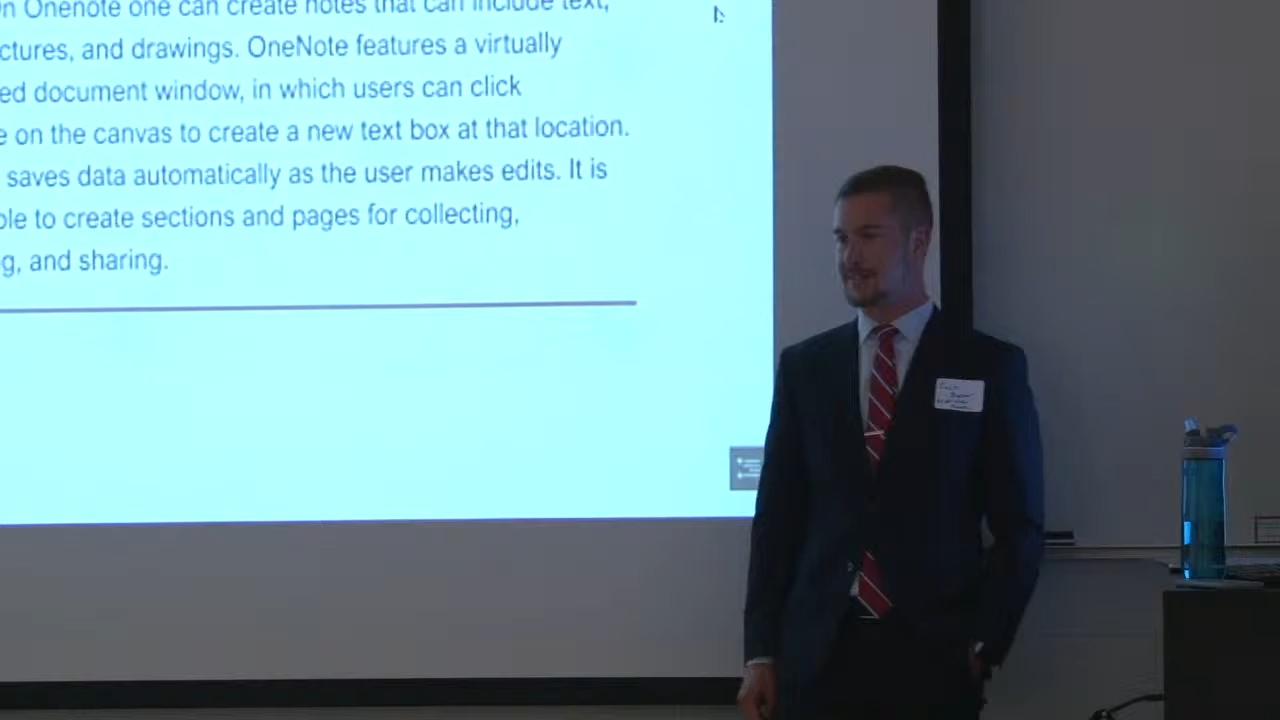 n Onenote one can create notes that can include text,
ctures, and drawings. OneNote features a virtually
ed document window, in which users can click
e on the canvas to create a new text box at that location.
saves data automatically as the user makes edits. It is
ole to create sections and pages for collecting,
g, and sharing.